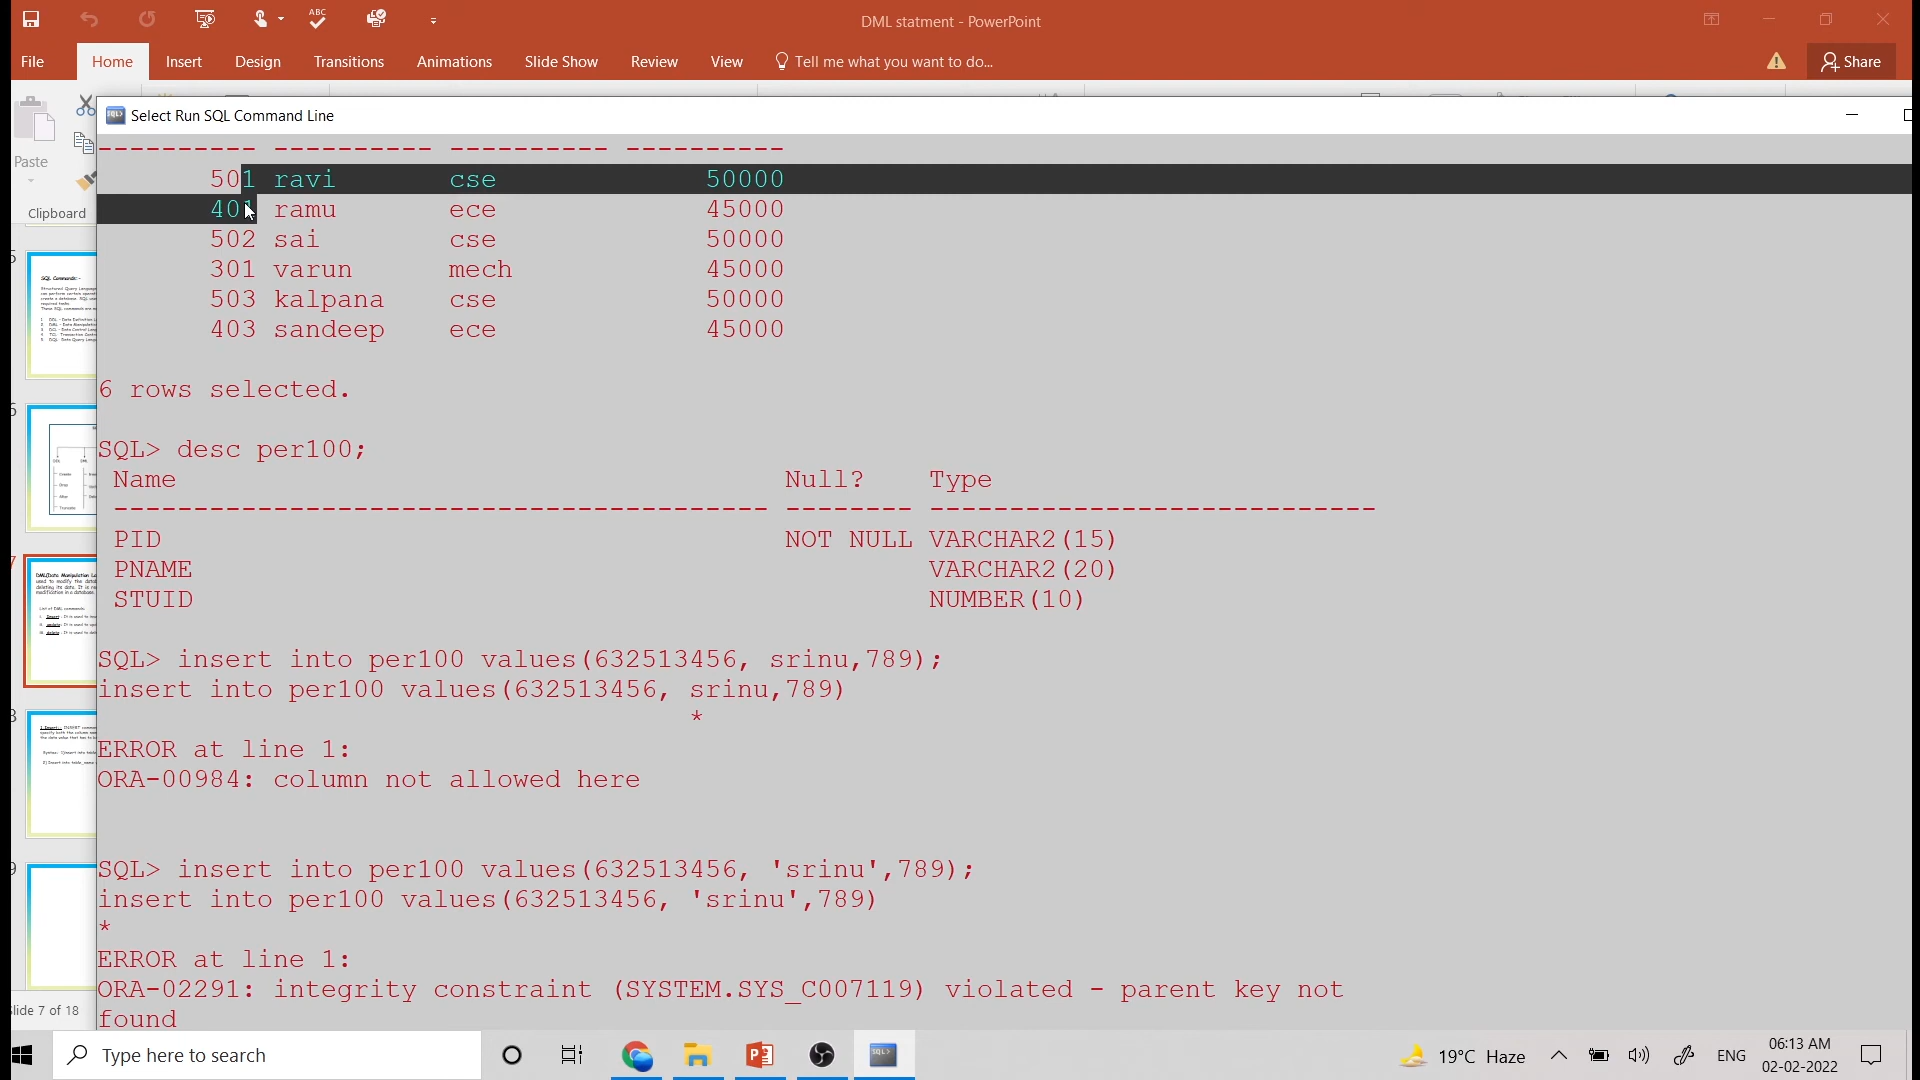 ABC
DML statment - PowerPoint
File Home Insert Design Transitions Animations Slide Show Review View Tell me what you want to do... Share
Paste
Clipboard
SQL> Select Run SQL Command Line
---------- ---------- ---------- ----------
501 ravi cse 50000
401 ramu ece 45000
502 sai cse 50000
301 varun mech 45000
503 kalpana cse 50000
403 sandeep ece 45000
6 rows selected.
SQL> desc per100;
Name Null? Type
----------------------------------------- -------- ----------------------------
PID NOT NULL VARCHAR2(15)
PNAME VARCHAR2(20)
STUID NUMBER(10)
SQL> insert into per100 values(632513456, srinu,789);
insert into per100 values(632513456, srinu,789)
*
ERROR at line 1:
ORA-00984: column not allowed here
SQL> insert into per100 values(632513456, 'srinu',789);
insert into per100 values(632513456, 'srinu',789)
*
ERROR at line 1:
ORA-02291: integrity constraint (SYSTEM.SYS_C007119) violated - parent key not
found
SQL Commands:-
lide 7 of 18
Type here to search
19°C Haze ENG 06:13 AM
02-02-2022